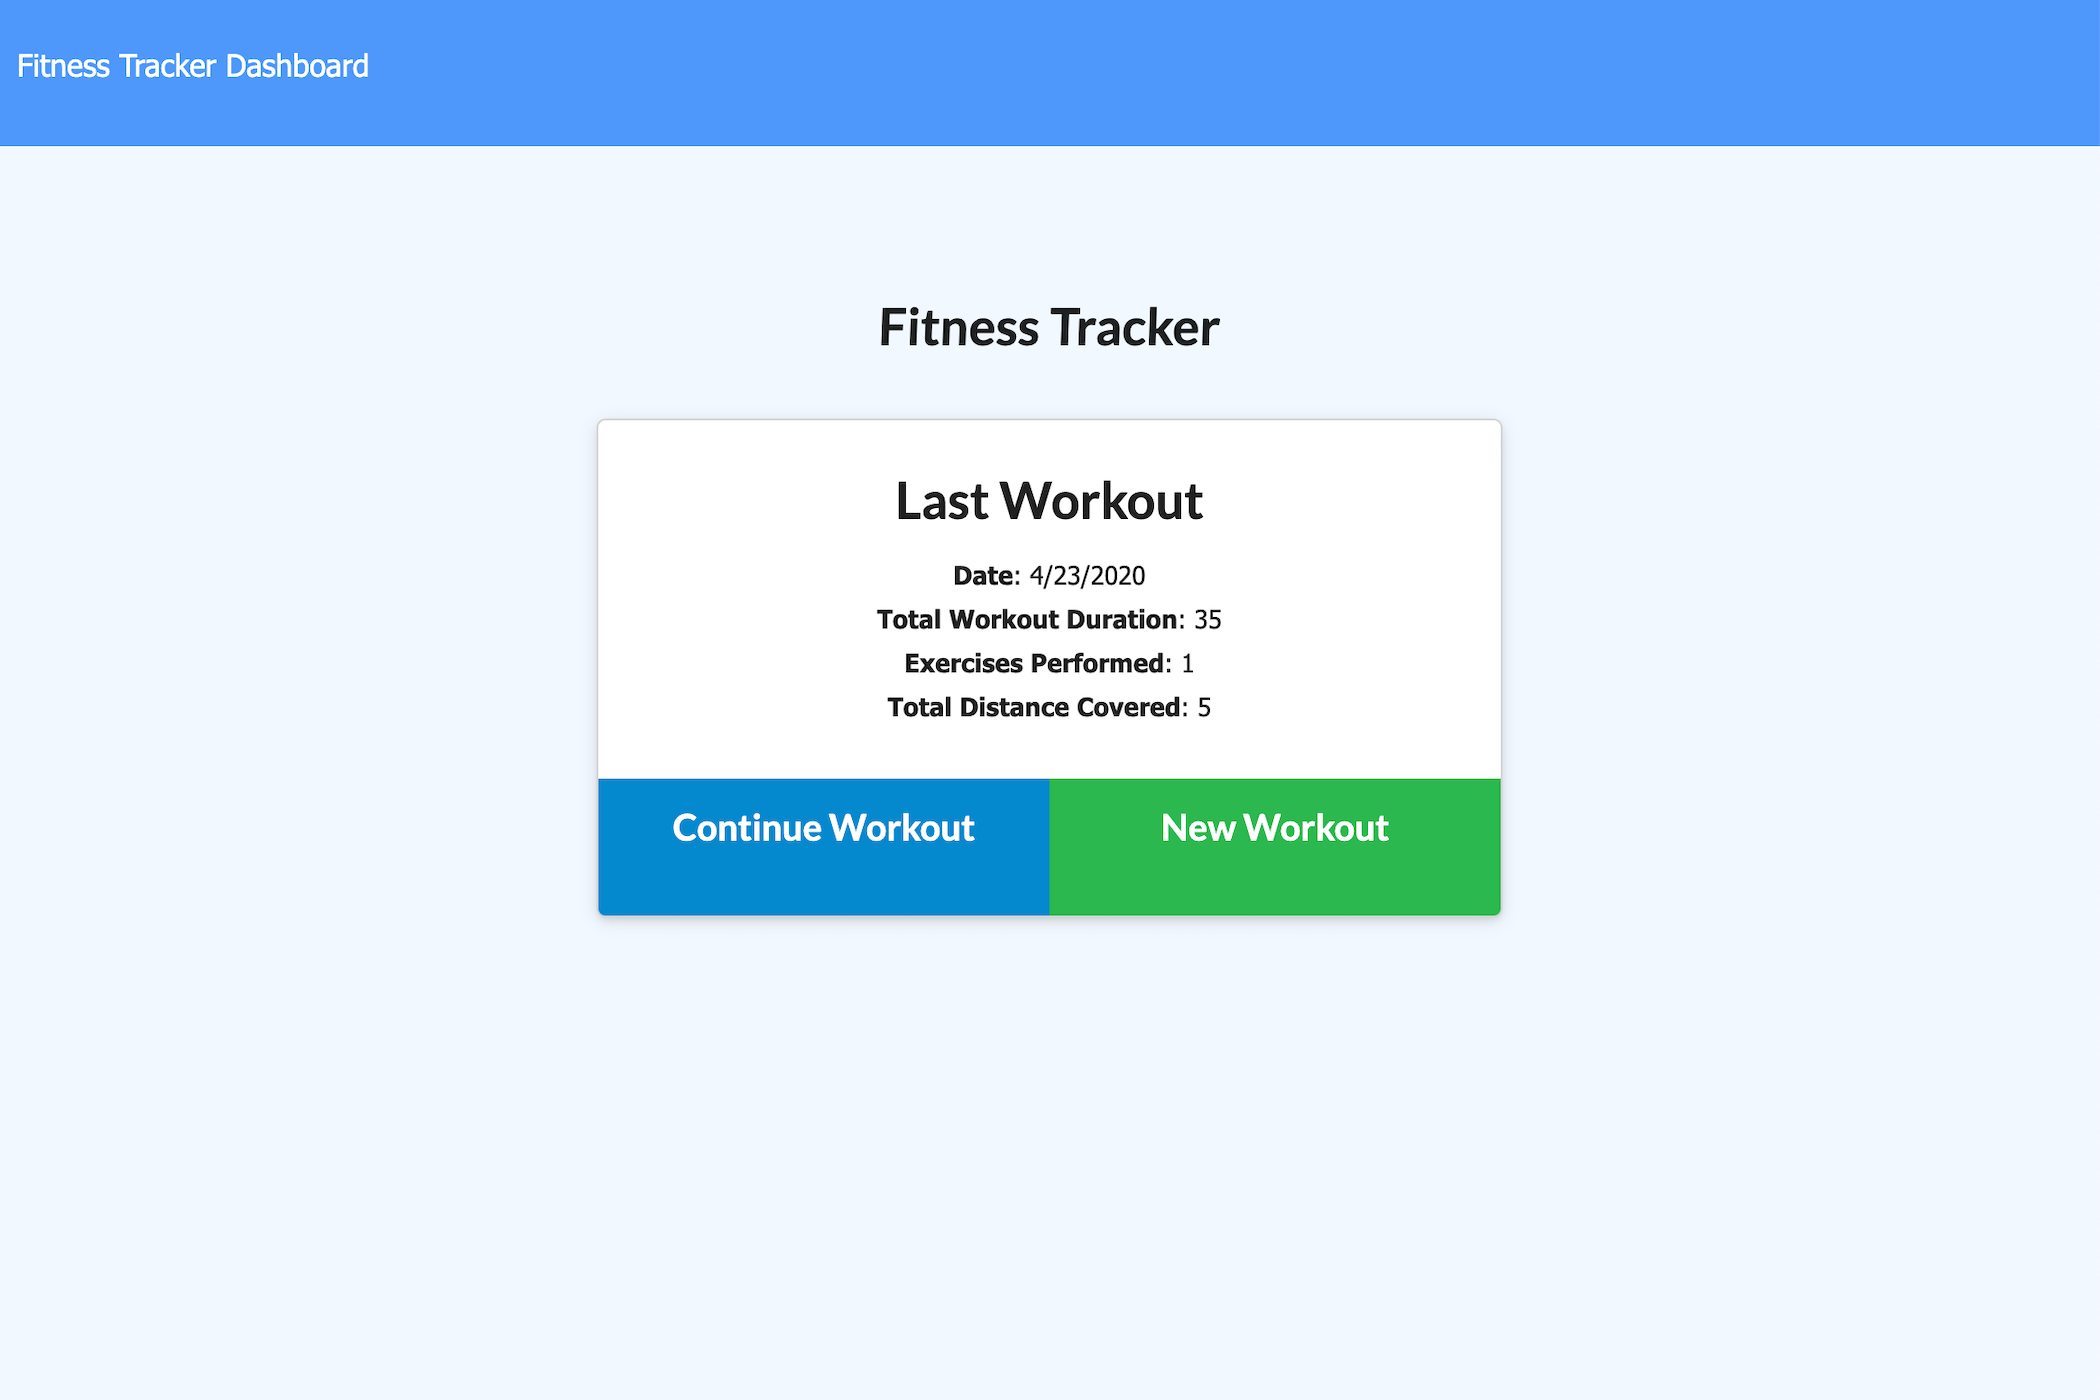 Fitness Tracker Dashboard
Fitness Tracker
Last Workout
Date: 4/23/2020
Total Workout Duration: 35
Exercises Performed: 1
Total Distance Covered: 5
Continue Workout
New Workout